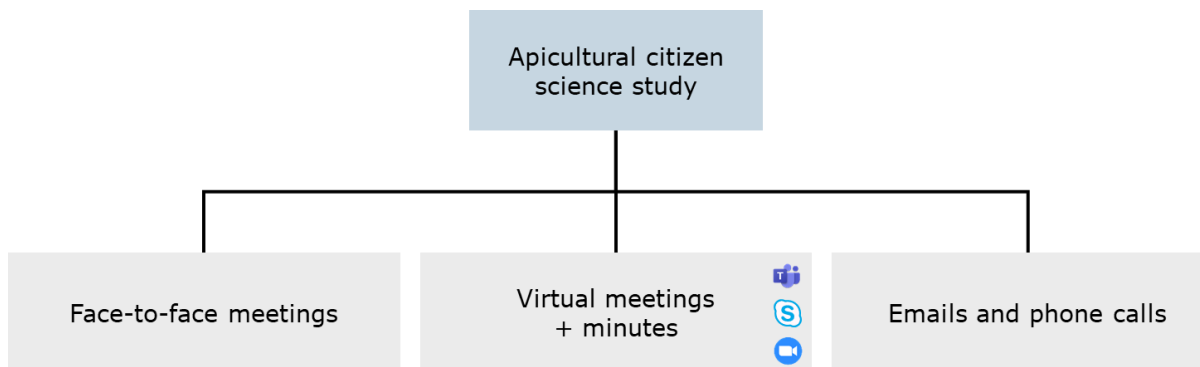 Apicultural citizen
science study
Face-to-face meetings
Virtual meetings
+ minutes
T
S
Emails and phone calls